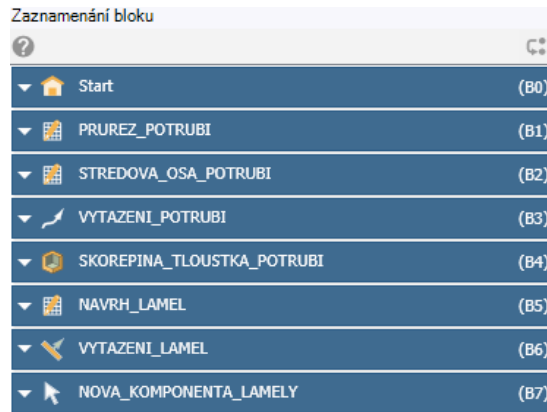 Zaznamenání bloku
Start (B0)
PRUREZ_POTRUBI (B1)
STREDOVA_OSA_POTRUBI (B2)
VYTAZENI_POTRUBI (B3)
SKOREPINA_TLOUSTKA_POTRUBI (B4)
NAVRH_LAMEL (B5)
VYTAZENI_LAMEL (B6)
NOVA_KOMPONENTA_LAMELY (B7)